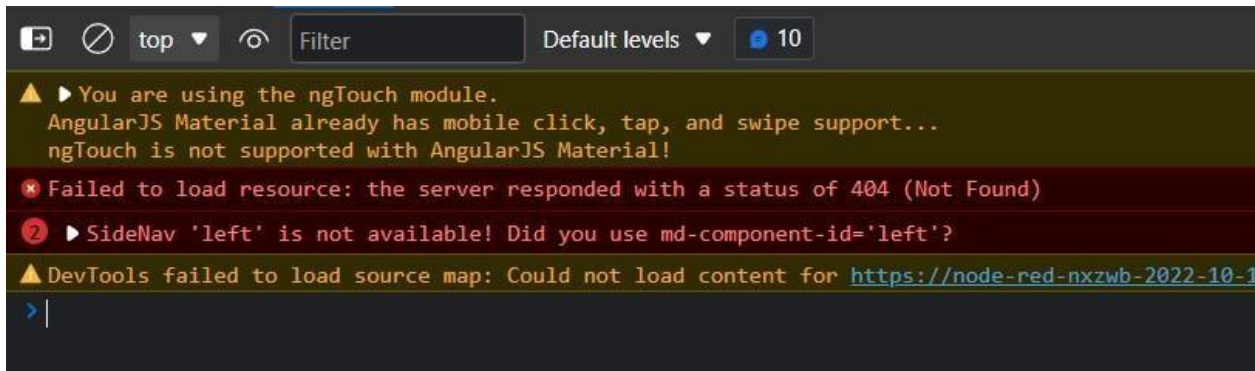 top Filter Default levels 10
You are using the ngTouch module.
AngularJS Material already has mobile click, tap, and swipe support...
ngTouch is not supported with AngularJS Material!
Failed to load resource: the server responded with a status of 404 (Not Found)
2 SideNav 'left' is not available! Did you use md-component-id='left'?
DevTools failed to load source map: Could not load content for https://node-red-nxzwb-2022-10-1